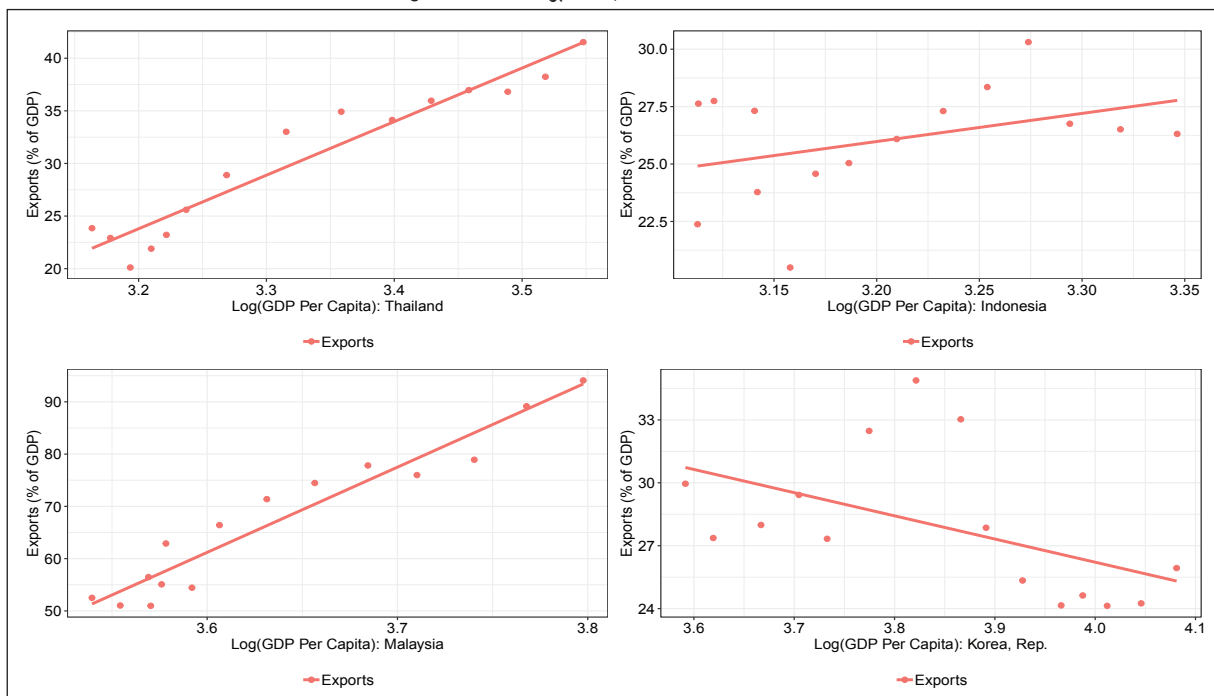 Exports (% of GDP)
40
35
30
25
20
3.2 3.3 3.4 3.5
Log(GDP Per Capita): Thailand
Exports
Exports (% of GDP)
30.0
27.5
25.0
22.5
3.15 3.20 3.25 3.30 3.35
Log(GDP Per Capita): Indonesia
Exports
Exports (% of GDP)
90
80
70
60
50
3.6 3.7 3.8
Log(GDP Per Capita): Malaysia
Exports
Exports (% of GDP)
33
30
27
24
3.6 3.7 3.8 3.9 4.0 4.1
Log(GDP Per Capita): Korea, Rep.
Exports